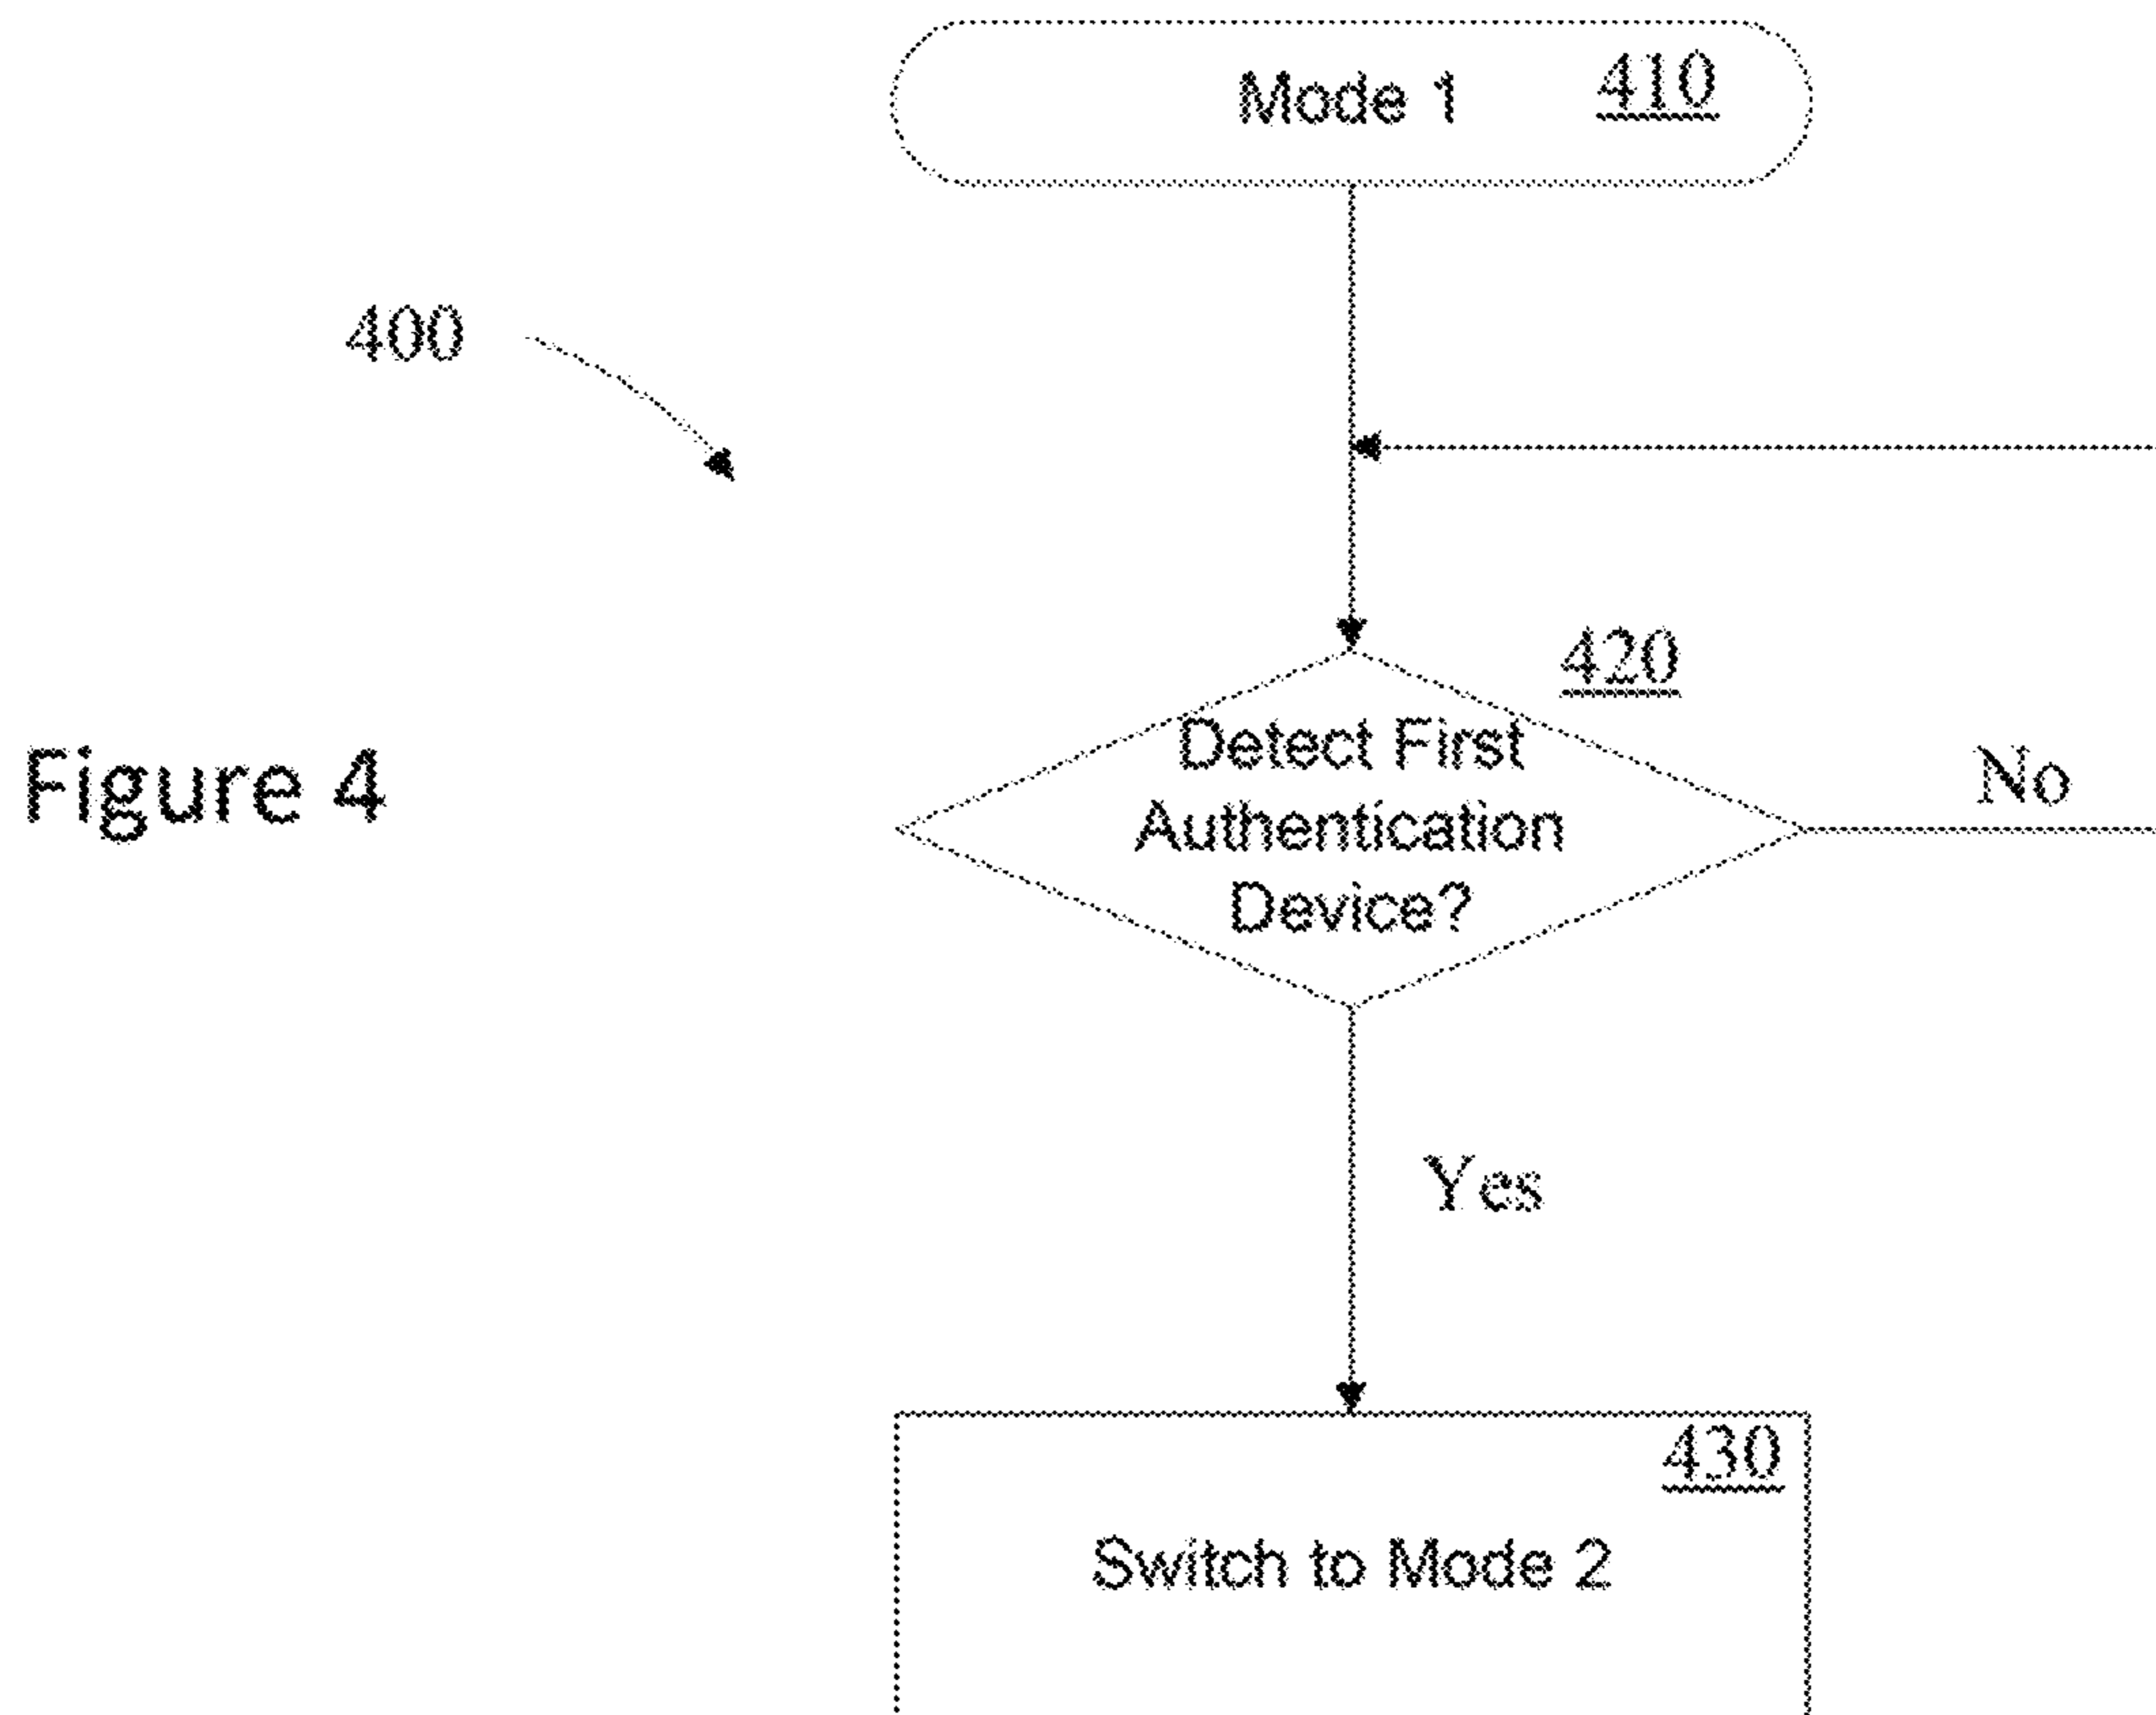 Mode 1 410
400
420
Detect First
Authentication
Device?
No
Figure 4
Yes
430
Switch to Mode 2